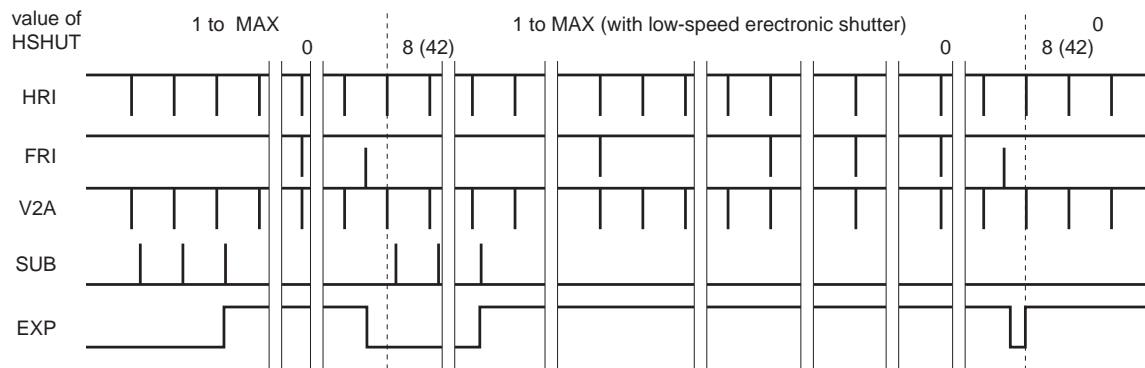 value of
HSHUT
1 to MAX
1 to MAX (with low-speed erectronic shutter)
0
0
8 (42)
0
8 (42)
HRI
FRI
V2A
SUB
EXP